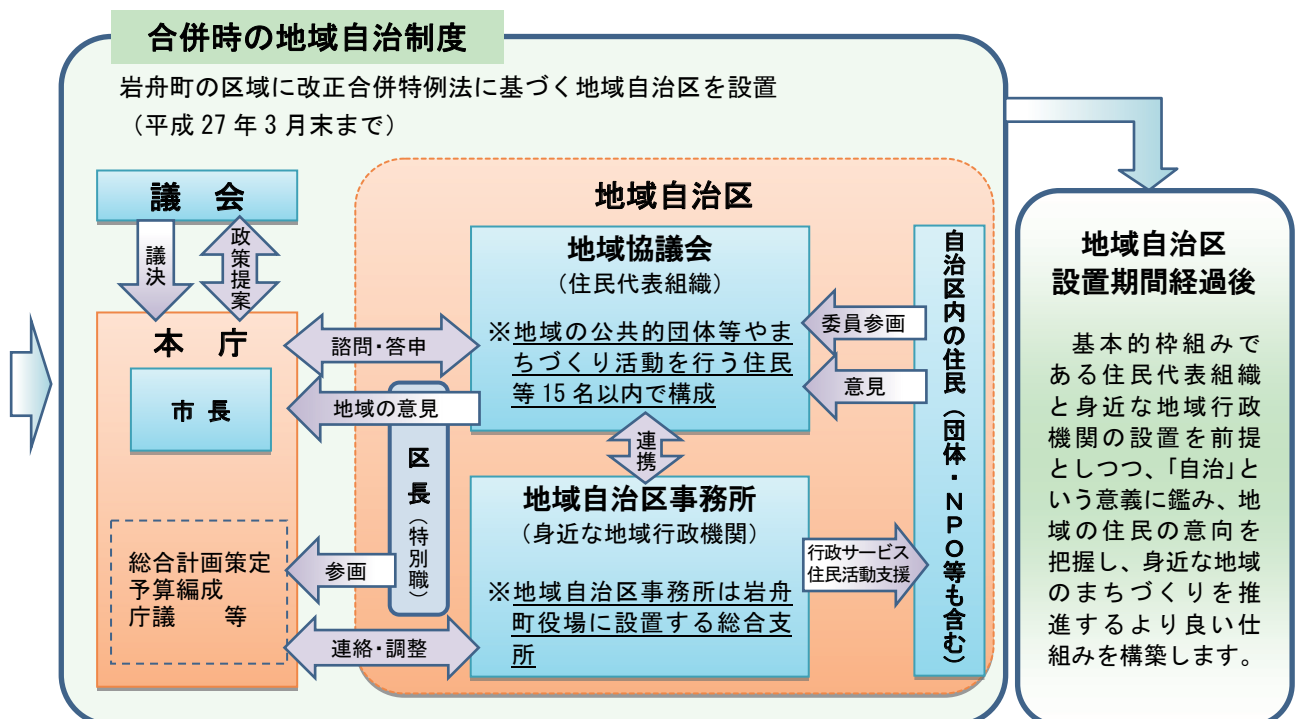 合併時の地域自治制度
岩舟町の区域に改正合併特例法に基づく地域自治区を設置
（平成 27 年 3 月末まで）
議　会
議決
政策提案
本　庁
市 長
総合計画策定
予算編成
庁議　　等
諮問・答申
地域の意見
参画
連絡・調整
区長（特別職）
地域自治区
地域協議会
（住民代表組織）
※地域の公共的団体等やま
ちづくり活動を行う住民
等 15 名以内で構成
連携
地域自治区事務所
（身近な地域行政機関）
※地域自治区事務所は岩舟
町役場に設置する総合支
所
委員参画
意見
行政サービス
住民活動支援
自治区内の住民（団体・ＮＰＯ等も含む）
地域自治区
設置期間経過後
基本的枠組みで
ある住民代表組織
と身近な地域行政
機関の設置を前提
としつつ、「自治」と
いう意義に鑑み、地
域の住民の意向を
把握し、身近な地域
のまちづくりを推
進するより良い仕
組みを構築します。